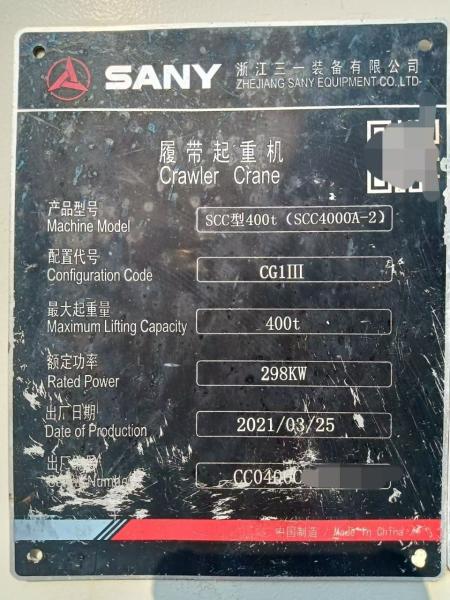 SANY 浙江三一装备有限公司
ZHEJIANG SANY EQUIPMENT CO.,LTD
履带起重机
Crawler Crane
产品型号
Machine Model
SCC型400t（SCC4000A-2）
配置代号
Configuration Code
CG1III
最大起重量
Maximum Lifting Capacity
400t
额定功率
Rated Power
298KW
出厂日期
Date of Production
2021/03/25
出厂
CC0400C
中国制造 / Made In China